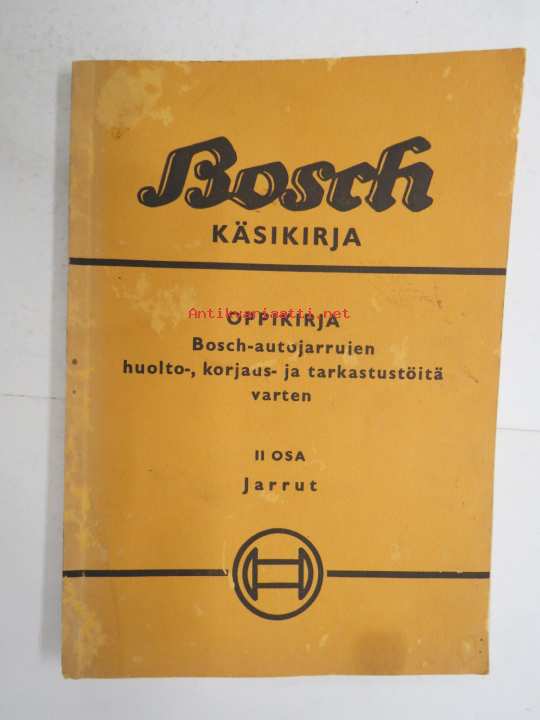 Bosch
KÄSIKIRJA
Antikvariaatti.net
OPPIKIRJA
Bosch-autojarrujen
huolto-, korjaus- ja tarkastustöitä
varten
II OSA
Jarrut